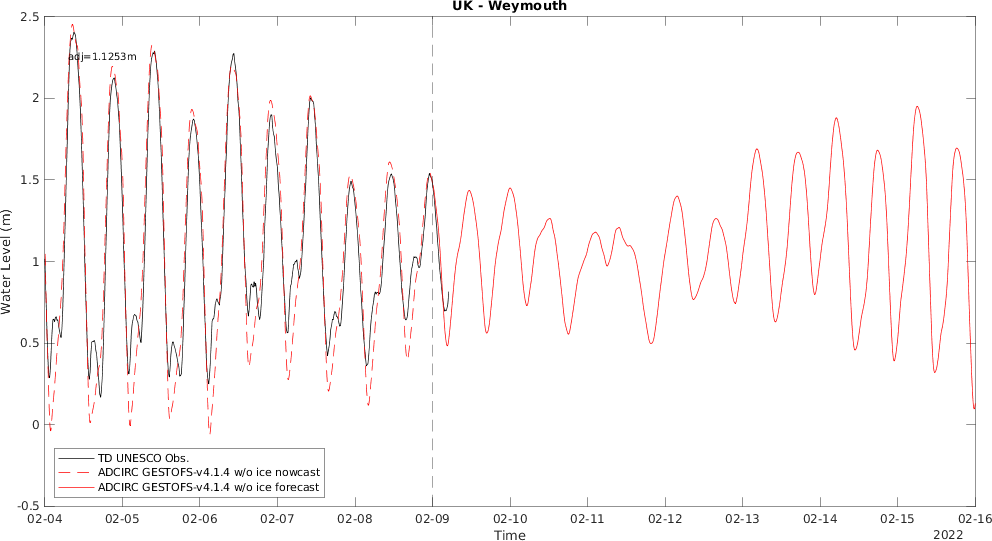 UK - Weymouth
2.5
adj=1.1253m
2
1.5
1
0.5
0
-0.5
Water Level (m)
TD UNESCO Obs.
ADCIRC GESTOFS-v4.1.4 w/o ice nowcast
ADCIRC GESTOFS-v4.1.4 w/o ice forecast
02-04 02-05 02-06 02-07 02-08 02-09 02-10 02-11 02-12 02-13 02-14 02-15 02-16
Time
2022